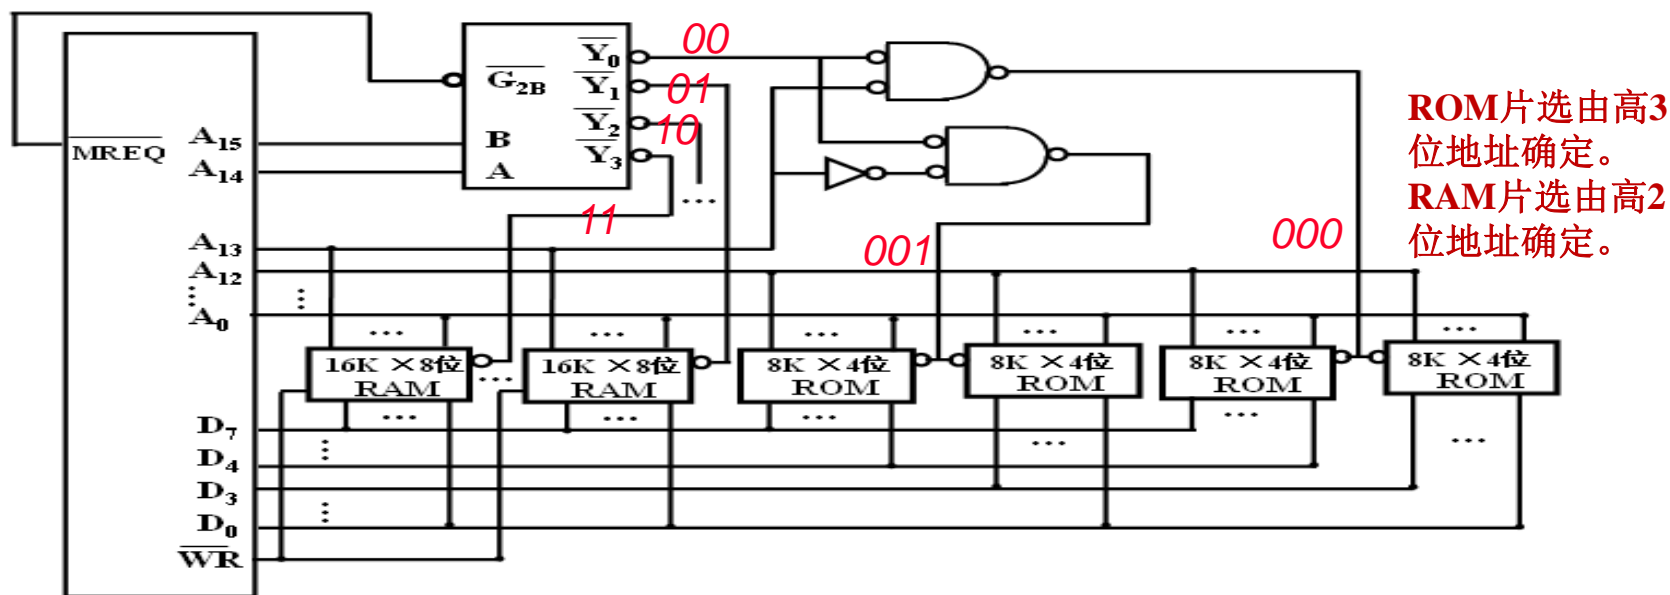 00
Y0
G2B
Y1
01
Y2
10
Y3
MREQ
A15
B
A14
A
...
11
A13
001
000
A12
...
...
A0
... ... ... ... ... ...
16K ×8位
RAM
...
16K ×8位
RAM
8K ×4位
ROM
8K ×4位
ROM
8K ×4位
ROM
8K ×4位
ROM
... ... ... ... ... ...
D7
...
D4
D3
...
D0
WR
ROM片选由高3
位地址确定。
RAM片选由高2
位地址确定。